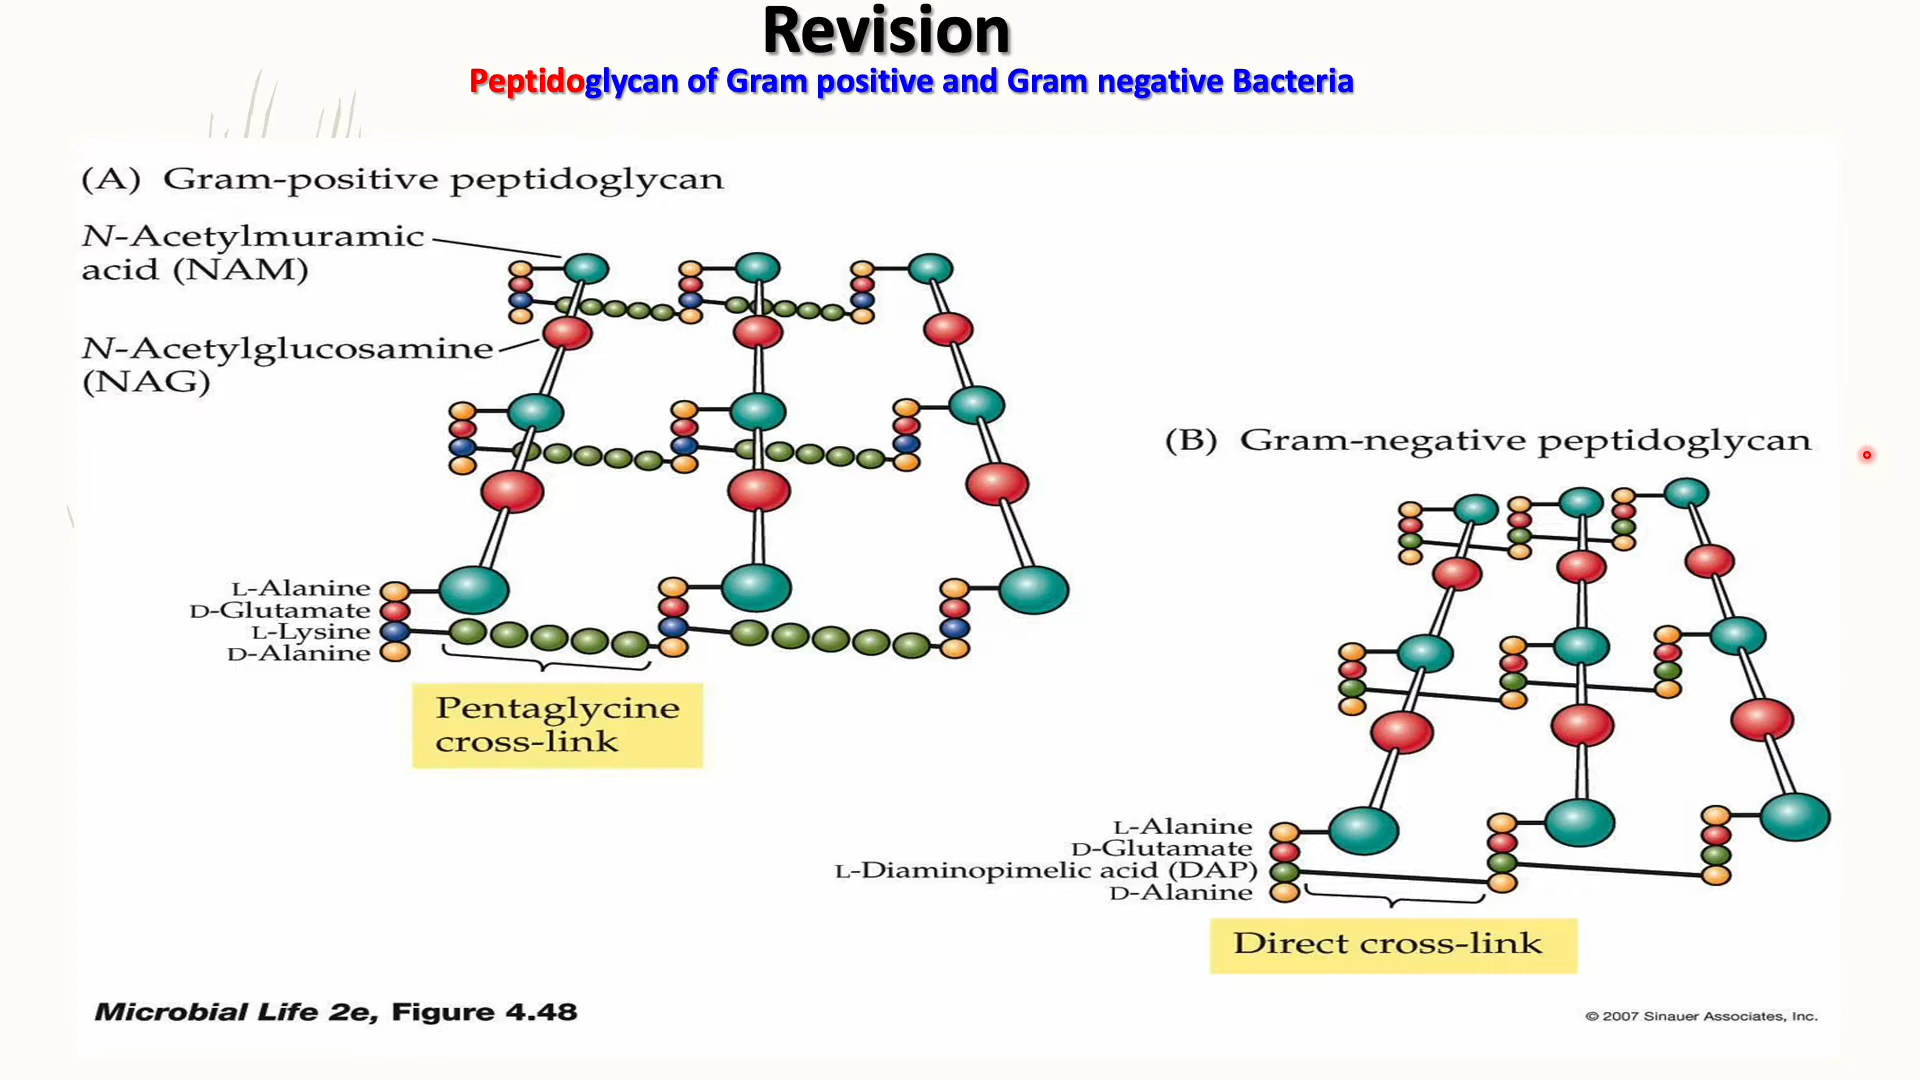 Revision
Peptidoglycan of Gram positive and Gram negative Bacteria
(A) Gram-positive peptidoglycan
N-Acetylmuramic
acid (NAM)
N-Acetylglucosamine
(NAG)
L-Alanine
D-Glutamate
L-Lysine
D-Alanine
Pentaglycine
cross-link
(B) Gram-negative peptidoglycan
L-Alanine
D-Glutamate
L-Diaminopimelic acid (DAP)
D-Alanine
Direct cross-link
Microbial Life 2e, Figure 4.48
© 2007 Sinauer Associates, Inc.